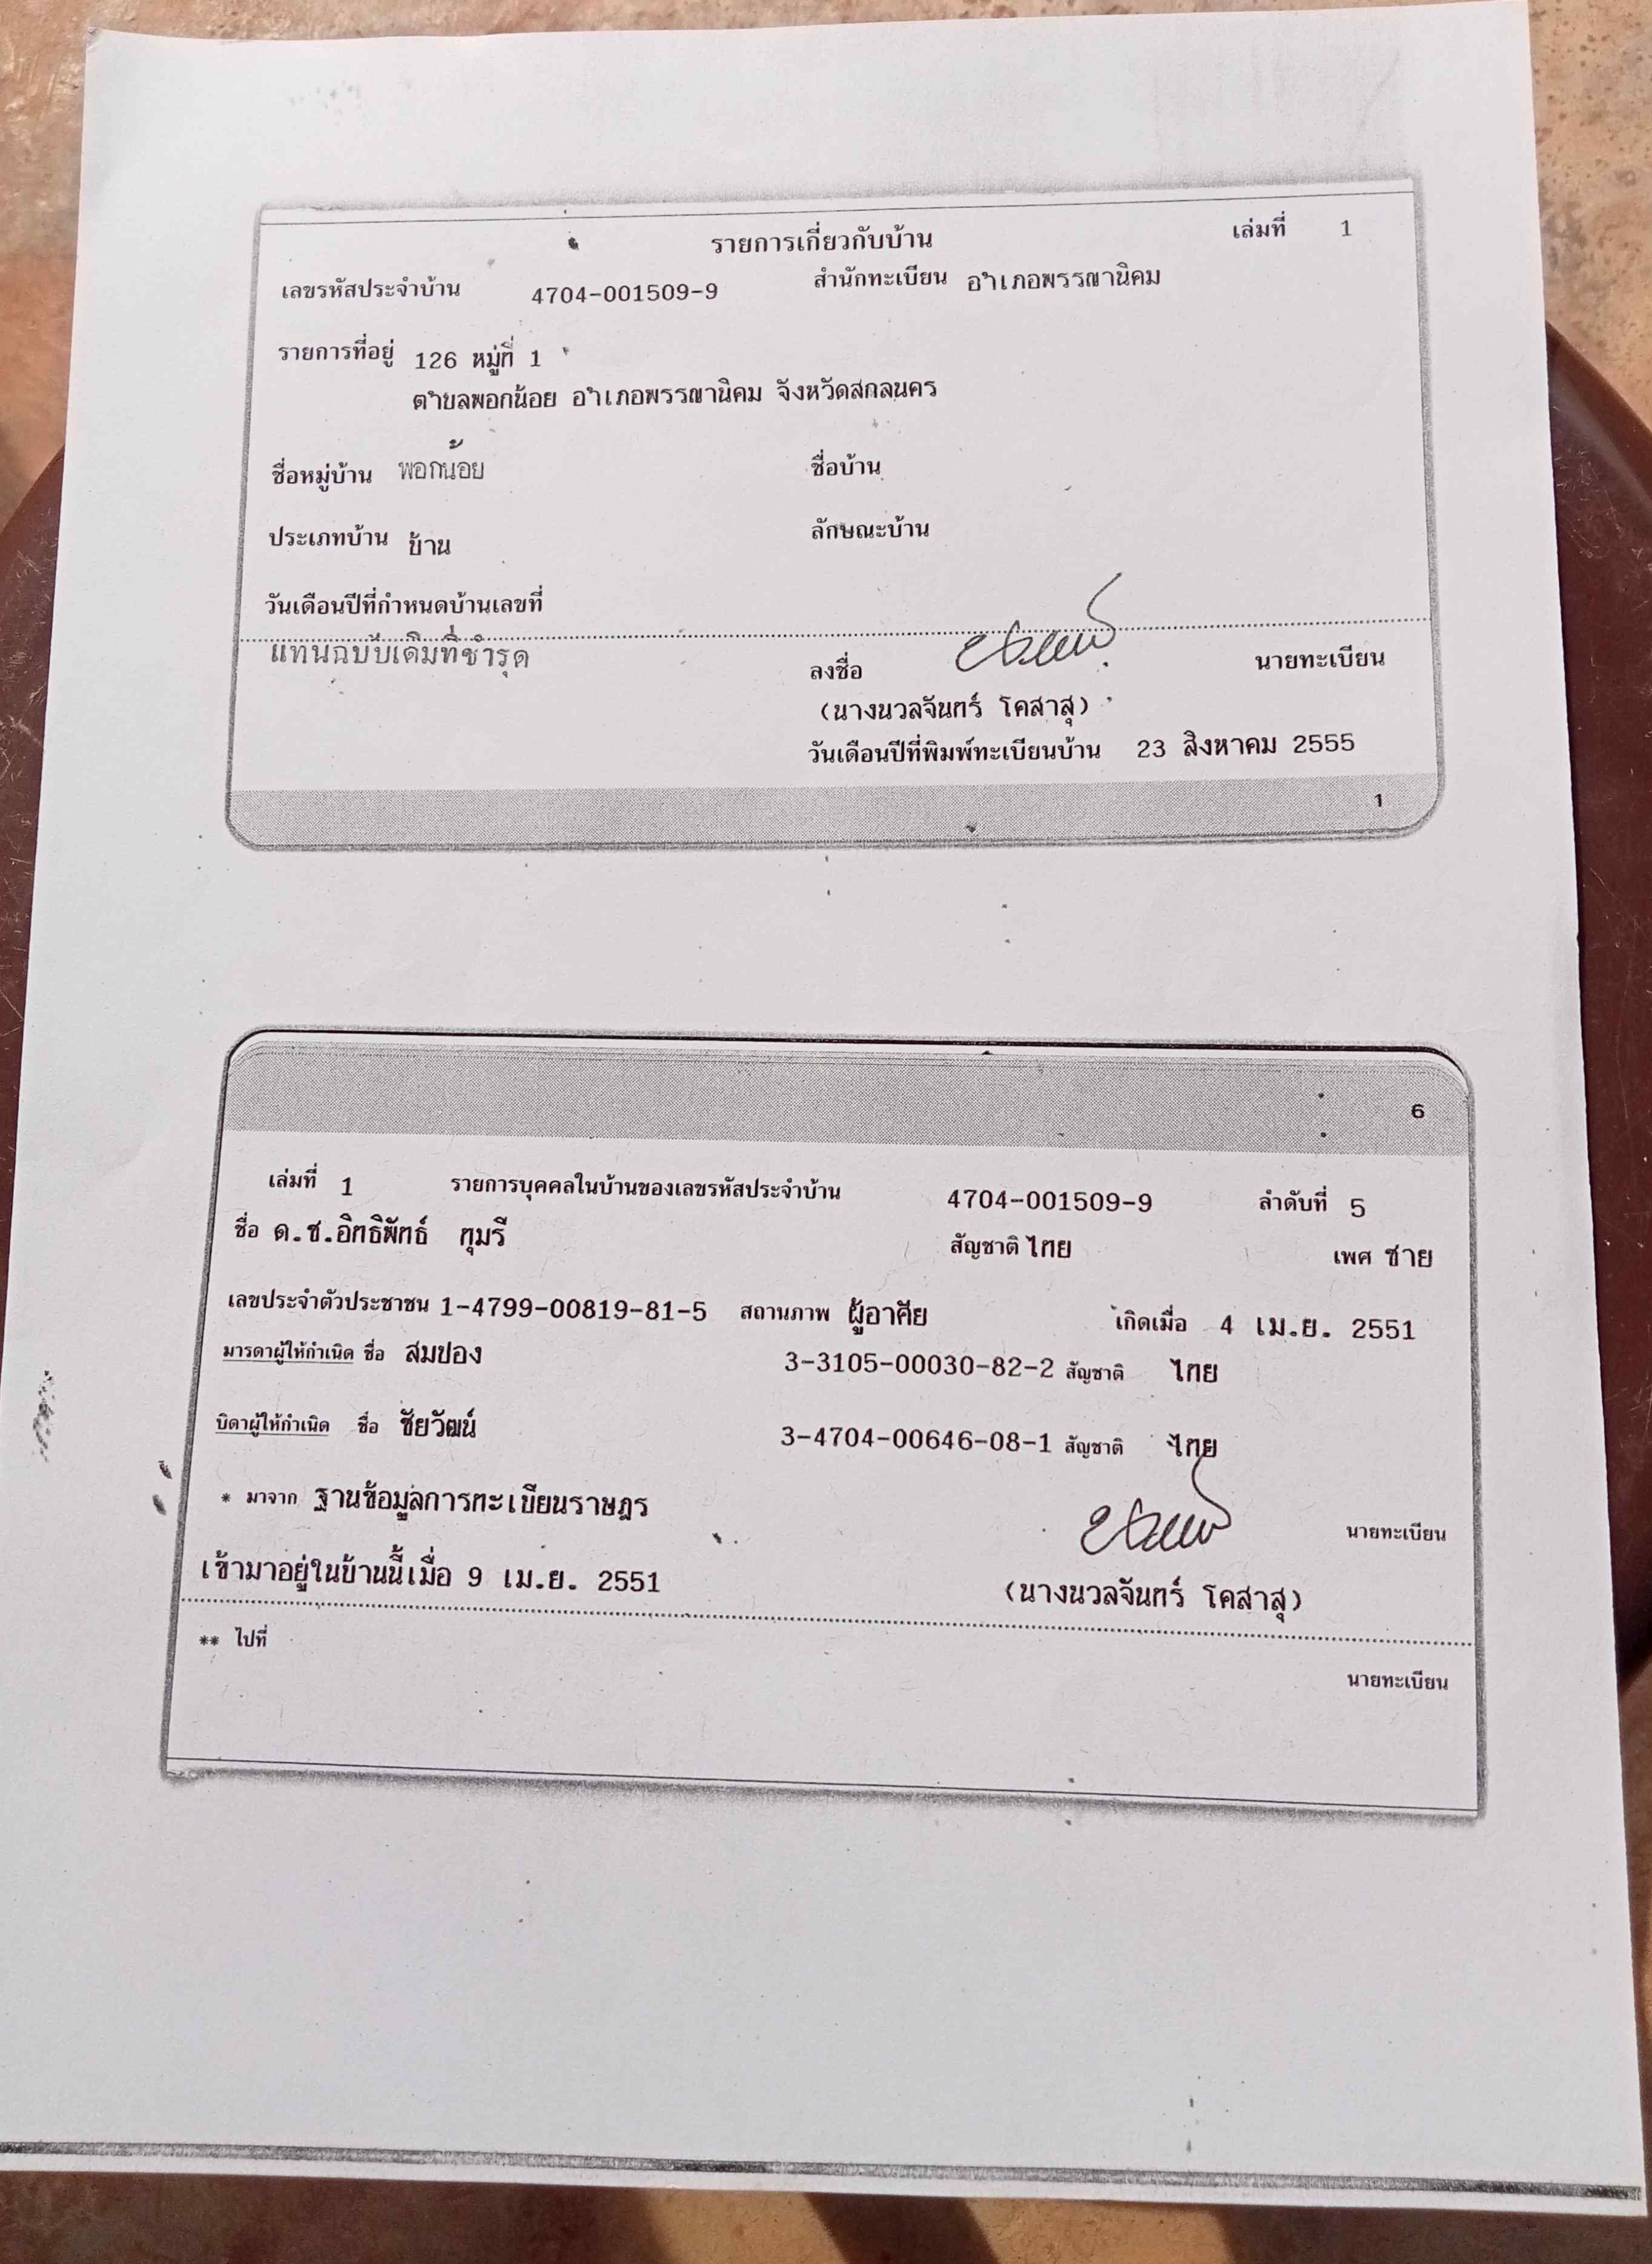 รายการเกี่ยวกับบ้าน เล่มที่ 1
เลขรหัสประจำบ้าน 4704-001509-9 สำนักทะเบียน อำเภอพรรณานิคม
รายการที่อยู่ 126 หมู่ที่ 1
ตำบลพอกน้อย อำเภอพรรณานิคม จังหวัดสกลนคร
ชื่อหมู่บ้าน พอกน้อย ชื่อบ้าน
ประเภทบ้าน บ้าน ลักษณะบ้าน
วันเดือนปีที่กำหนดบ้านเลขที่
แทนฉบับเดิมที่ชำรุด
ลงชื่อ นายทะเบียน
(นางนวลจันทร์ โคสาสุ)
วันเดือนปีที่พิมพ์ทะเบียนบ้าน 23 สิงหาคม 2555
1
6
เล่มที่ 1 รายการบุคคลในบ้านของเลขรหัสประจำบ้าน 4704-001509-9 ลำดับที่ 5
ชื่อ ด.ช.อิทธิพัทธ์ ทุมรี สัญชาติ ไทย เพศ ชาย
เลขประจำตัวประชาชน 1-4799-00819-81-5 สถานภาพ ผู้อาศัย เกิดเมื่อ 4 เม.ย. 2551
มารดาผู้ให้กำเนิด ชื่อ สมปอง 3-3105-00030-82-2 สัญชาติ ไทย
บิดาผู้ให้กำเนิด ชื่อ ชัยวัฒน์ 3-4704-00646-08-1 สัญชาติ ไทย
* มาจาก ฐานข้อมูลการทะเบียนราษฎร
นายทะเบียน
เข้ามาอยู่ในบ้านนี้เมื่อ 9 เม.ย. 2551 (นางนวลจันทร์ โคสาสุ)
** ไปที่
นายทะเบียน